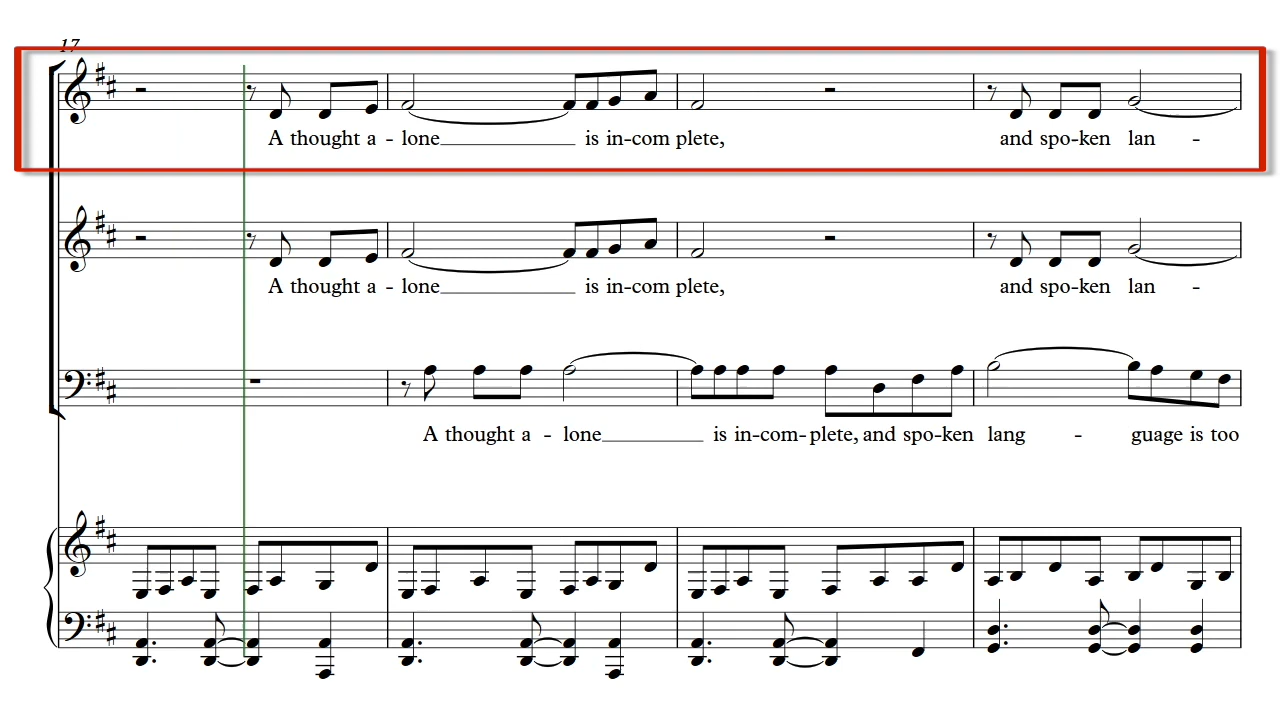 17
A thought a - lone is in-com plete, and spo-ken lan -
A thought a - lone is in-com plete, and spo-ken lan -
A thought a - lone is in-com-plete, and spo-ken lang - guage is too